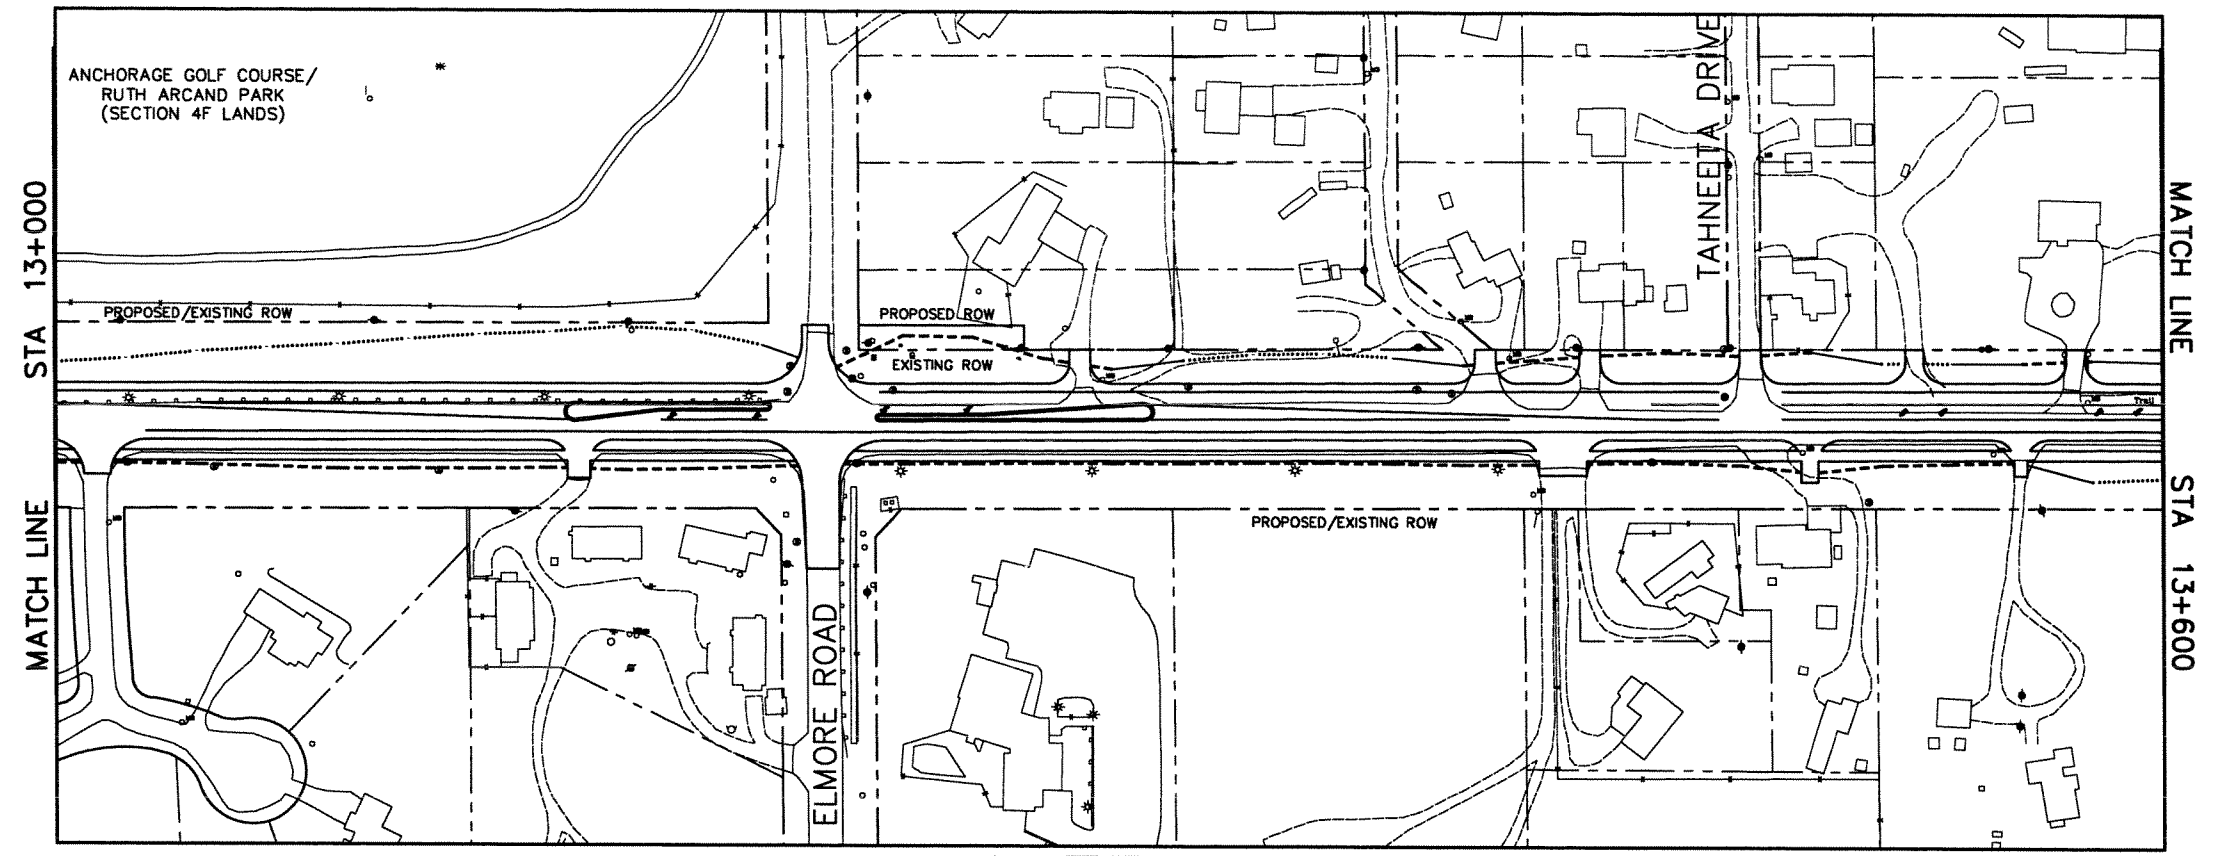 ANCHORAGE GOLF COURSE/
RUTH ARCAND PARK
(SECTION 4F LANDS)
TAHNEETA DRIVE
STA 13+000
MATCH LINE
PROPOSED/EXISTING ROW
PROPOSED ROW
EXISTING ROW
Trail
MATCH LINE
STA 13+600
PROPOSED/EXISTING ROW
ELMORE ROAD